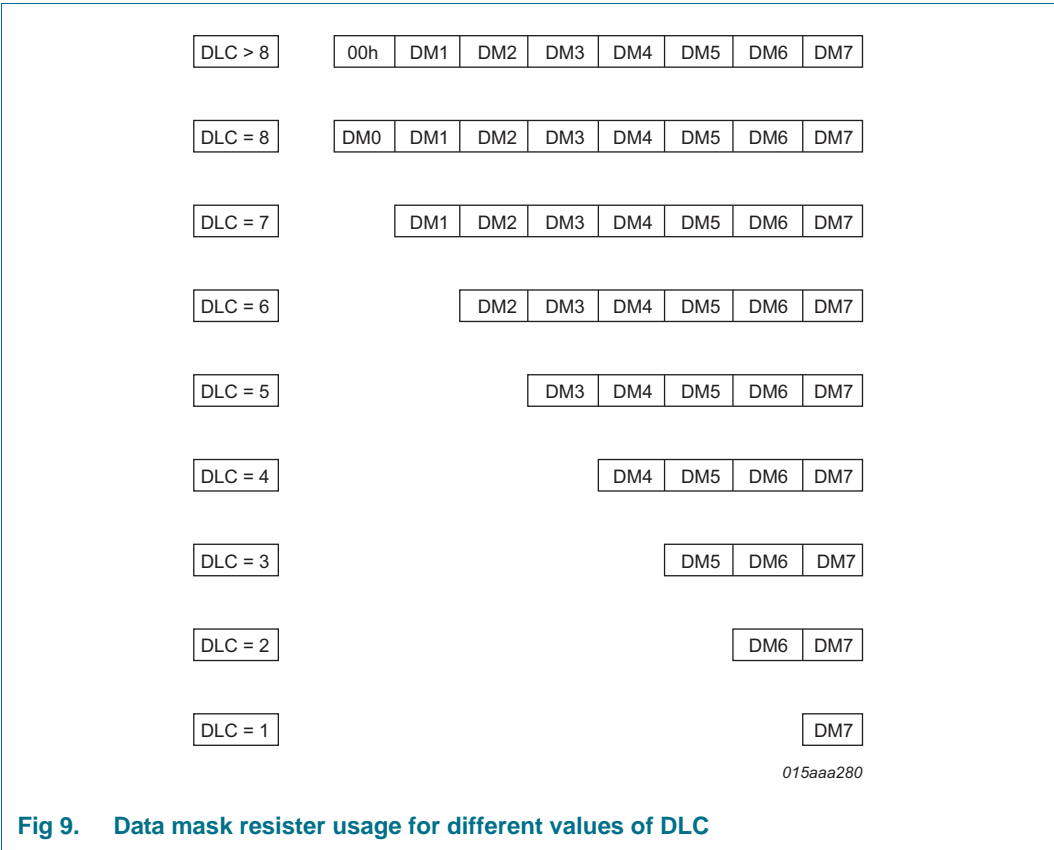 DLC > 8 00h DM1 DM2 DM3 DM4 DM5 DM6 DM7
DLC = 8 DM0 DM1 DM2 DM3 DM4 DM5 DM6 DM7
DLC = 7 DM1 DM2 DM3 DM4 DM5 DM6 DM7
DLC = 6 DM2 DM3 DM4 DM5 DM6 DM7
DLC = 5 DM3 DM4 DM5 DM6 DM7
DLC = 4 DM4 DM5 DM6 DM7
DLC = 3 DM5 DM6 DM7
DLC = 2 DM6 DM7
DLC = 1 DM7
015aaa280
Fig 9. Data mask resister usage for different values of DLC